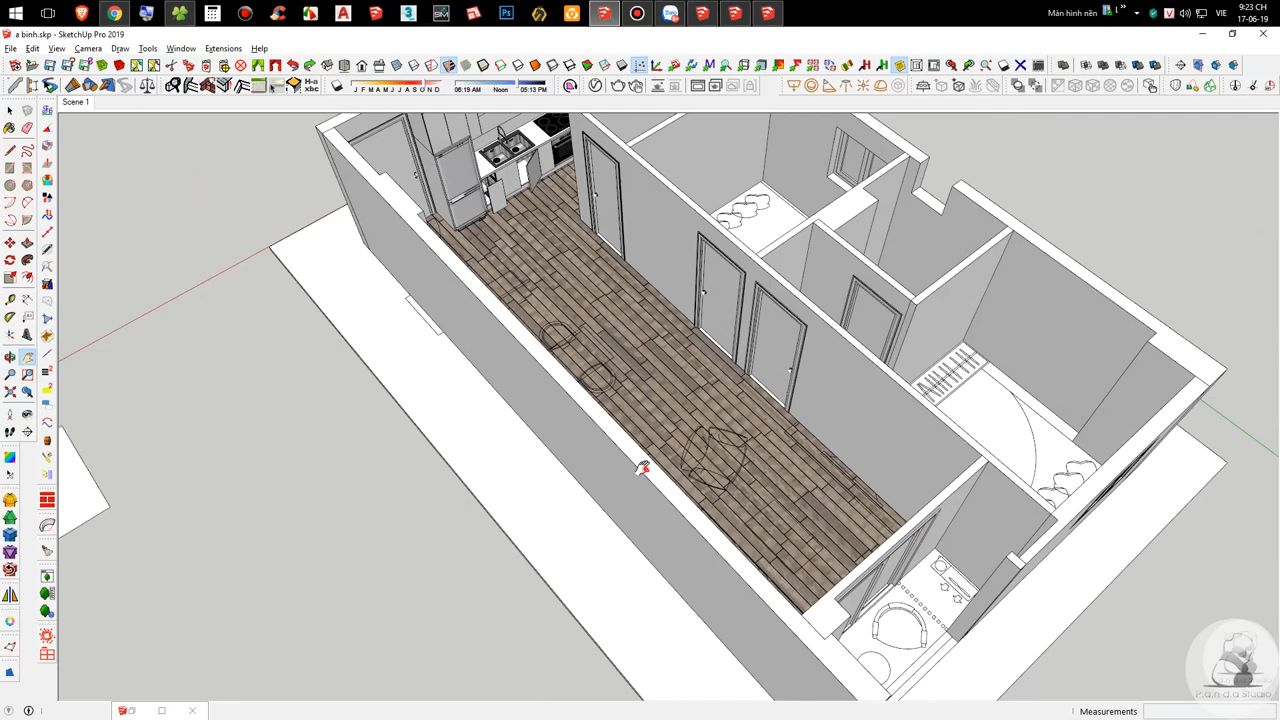 Màn hình nền
VIE
9:23 CH
17-06-19
a binh.skp - SketchUp Pro 2019
File Edit View Camera Draw Tools Window Extensions Help
J F M A M J J A S O N D
06:19 AM Noon 05:13 PM
Scene 1
P.a.n.d.a Studio
Measurements